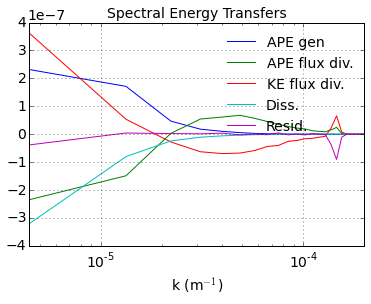 Spectral Energy Transfers
1e−7
4
3
2
1
0
−1
−2
−3
−4
APE gen
APE flux div.
KE flux div.
Diss.
Resid.
10⁻⁵
10⁻⁴
k (m⁻¹)